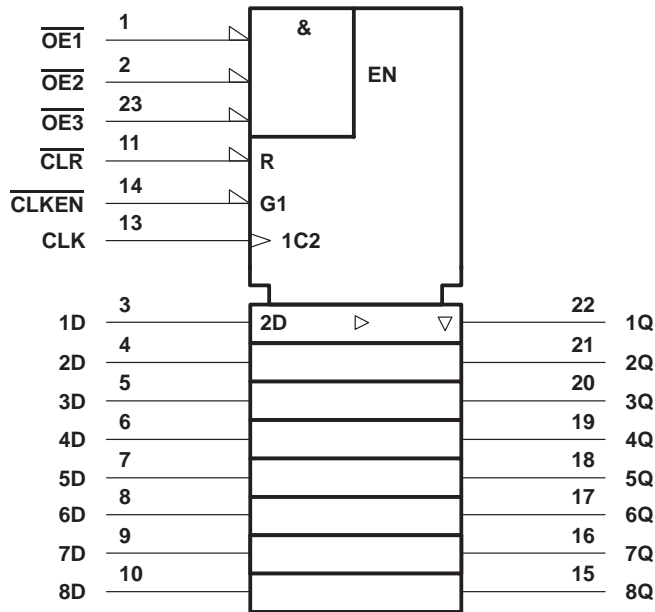 1
OE1
&
2
OE2
EN
23
OE3
11
CLR
R
14
CLKEN
G1
13
CLK
1C2
3
1D
2D
22
1Q
4
2D
21
2Q
5
3D
20
3Q
6
4D
19
4Q
7
5D
18
5Q
8
6D
17
6Q
9
7D
16
7Q
10
8D
15
8Q